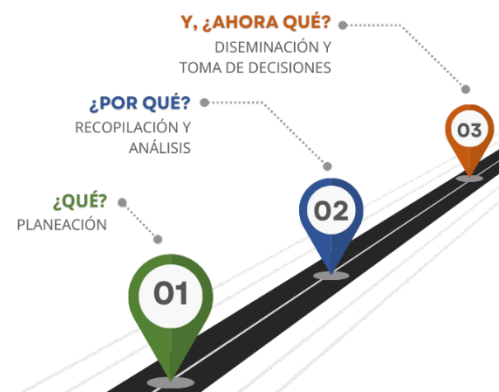 Y, ¿AHORA QUÉ?
DISEMINACIÓN Y
TOMA DE DECISIONES
03
¿POR QUÉ?
RECOPILACIÓN Y
ANÁLISIS
02
¿QUÉ?
PLANEACIÓN
01